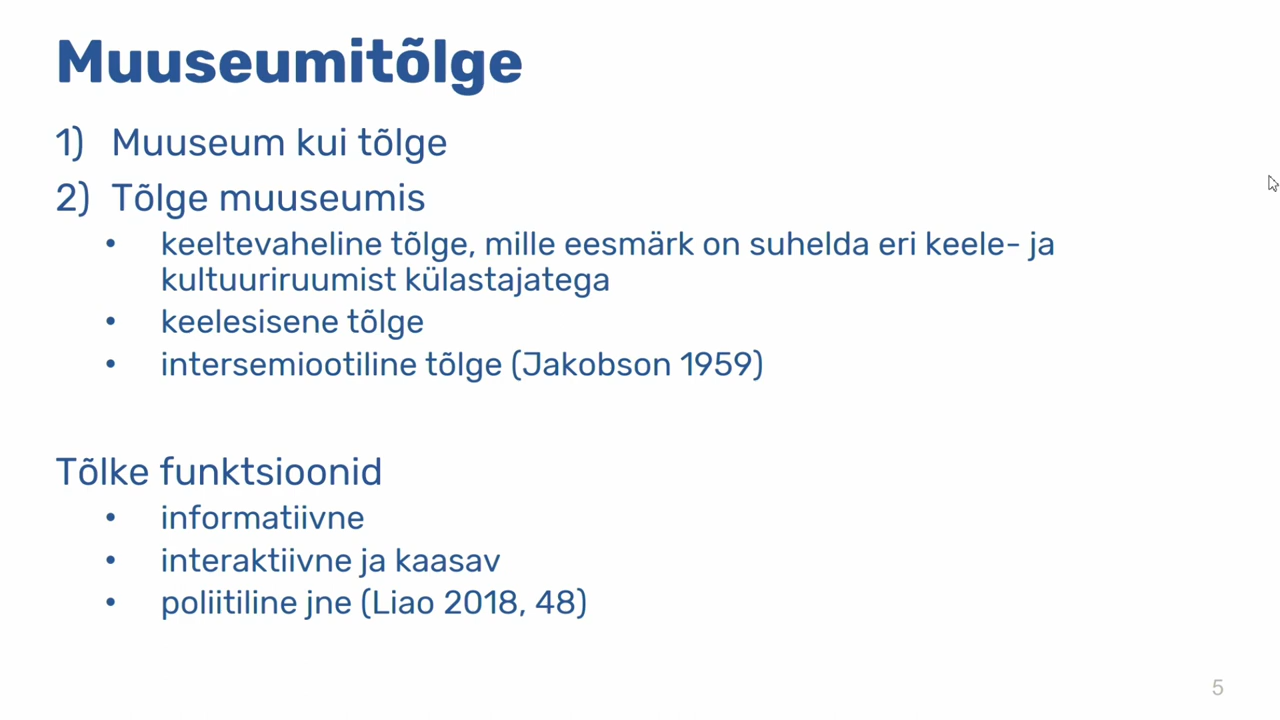 Muuseumitõlge
1) Muuseum kui tõlge
2) Tõlge muuseumis
• keeltevaheline tõlge, mille eesmärk on suhelda eri keele- ja
kultuuriruumist külastajatega
• keelesisene tõlge
• intersemiootiline tõlge (Jakobson 1959)
Tõlke funktsioonid
• informatiivne
• interaktiivne ja kaasav
• poliitiline jne (Liao 2018, 48)
5